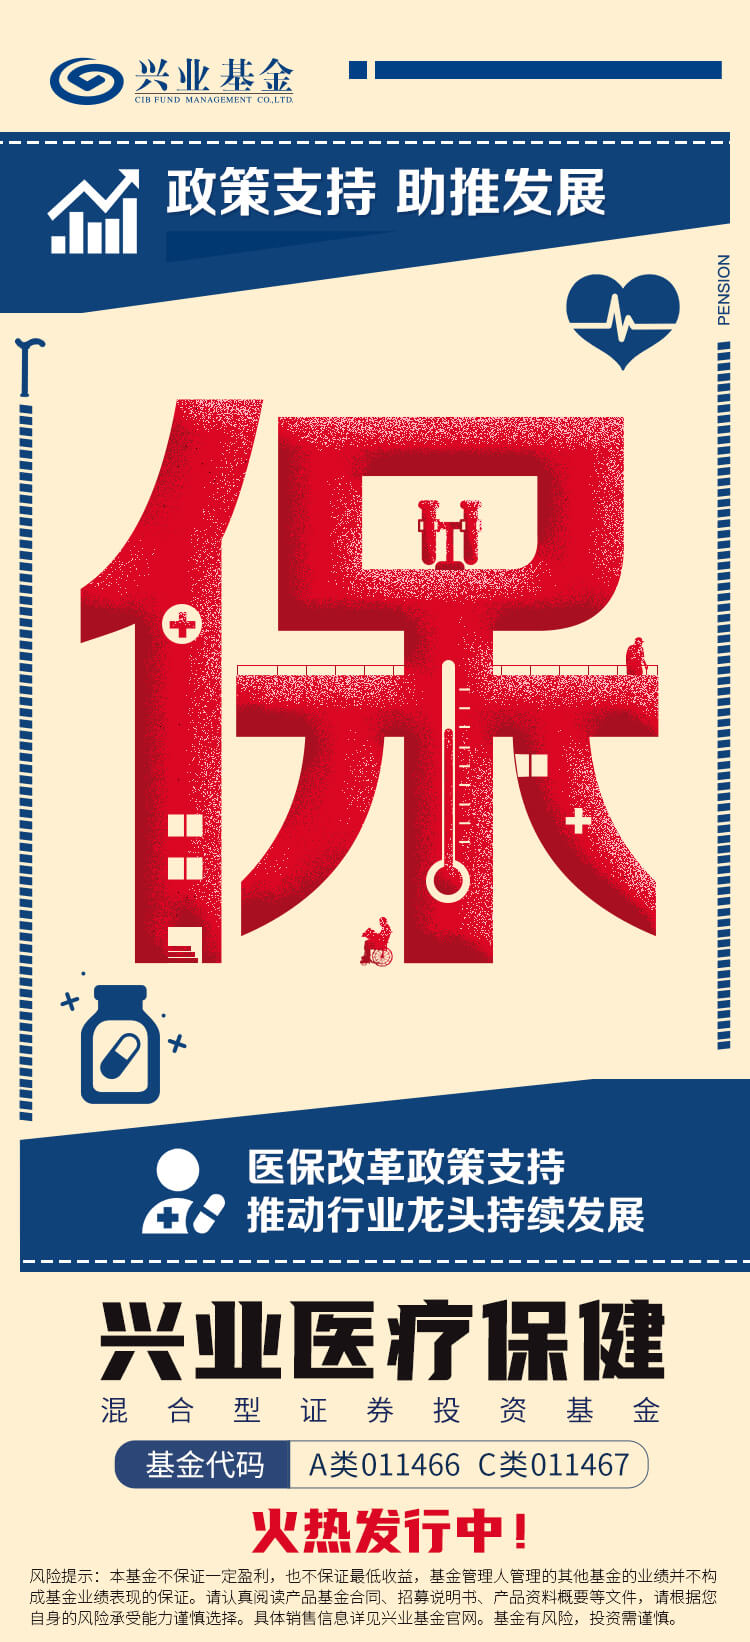 兴业基金
CIB FUND MANAGEMENT CO.,LTD.
政策支持 助推发展
PENSION
保
医保改革政策支持
推动行业龙头持续发展
兴业医疗保健
混合型证券投资基金
基金代码 A类011466 C类011467
火热发行中!
风险提示：本基金不保证一定盈利，也不保证最低收益，基金管理人管理的其他基金的业绩并不构
成基金业绩表现的保证。请认真阅读产品基金合同、招募说明书、产品资料概要等文件，请根据您
自身的风险承受能力谨慎选择。具体销售信息详见兴业基金官网。基金有风险，投资需谨慎。